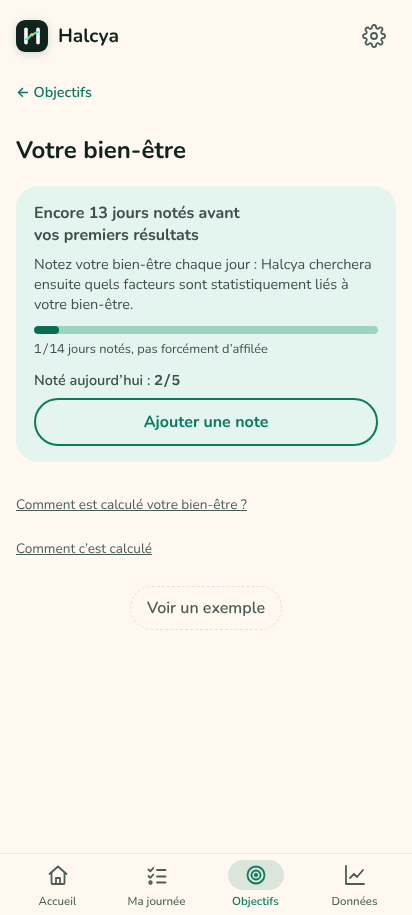 Halcya
← Objectifs
Votre bien-être
Encore 13 jours notés avant
vos premiers résultats
Notez votre bien-être chaque jour : Halcya cherchera
ensuite quels facteurs sont statistiquement liés à
votre bien-être.
1/14 jours notés, pas forcément d’affilée
Noté aujourd’hui : 2/5
Ajouter une note
Comment est calculé votre bien-être ?
Comment c’est calculé
Voir un exemple
Accueil
Ma journée
Objectifs
Données